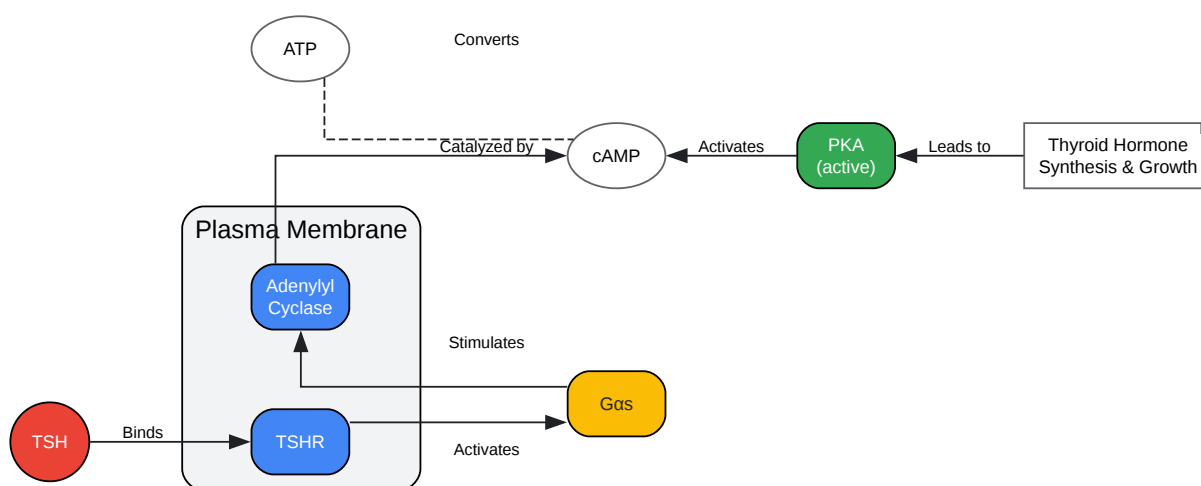 ATP
Converts
Catalyzed by
cAMP
Activates
PKA
(active)
Leads to
Thyroid Hormone
Synthesis & Growth
Plasma Membrane
Adenylyl
Cyclase
Stimulates
Gαs
TSH
Binds
TSHR
Activates